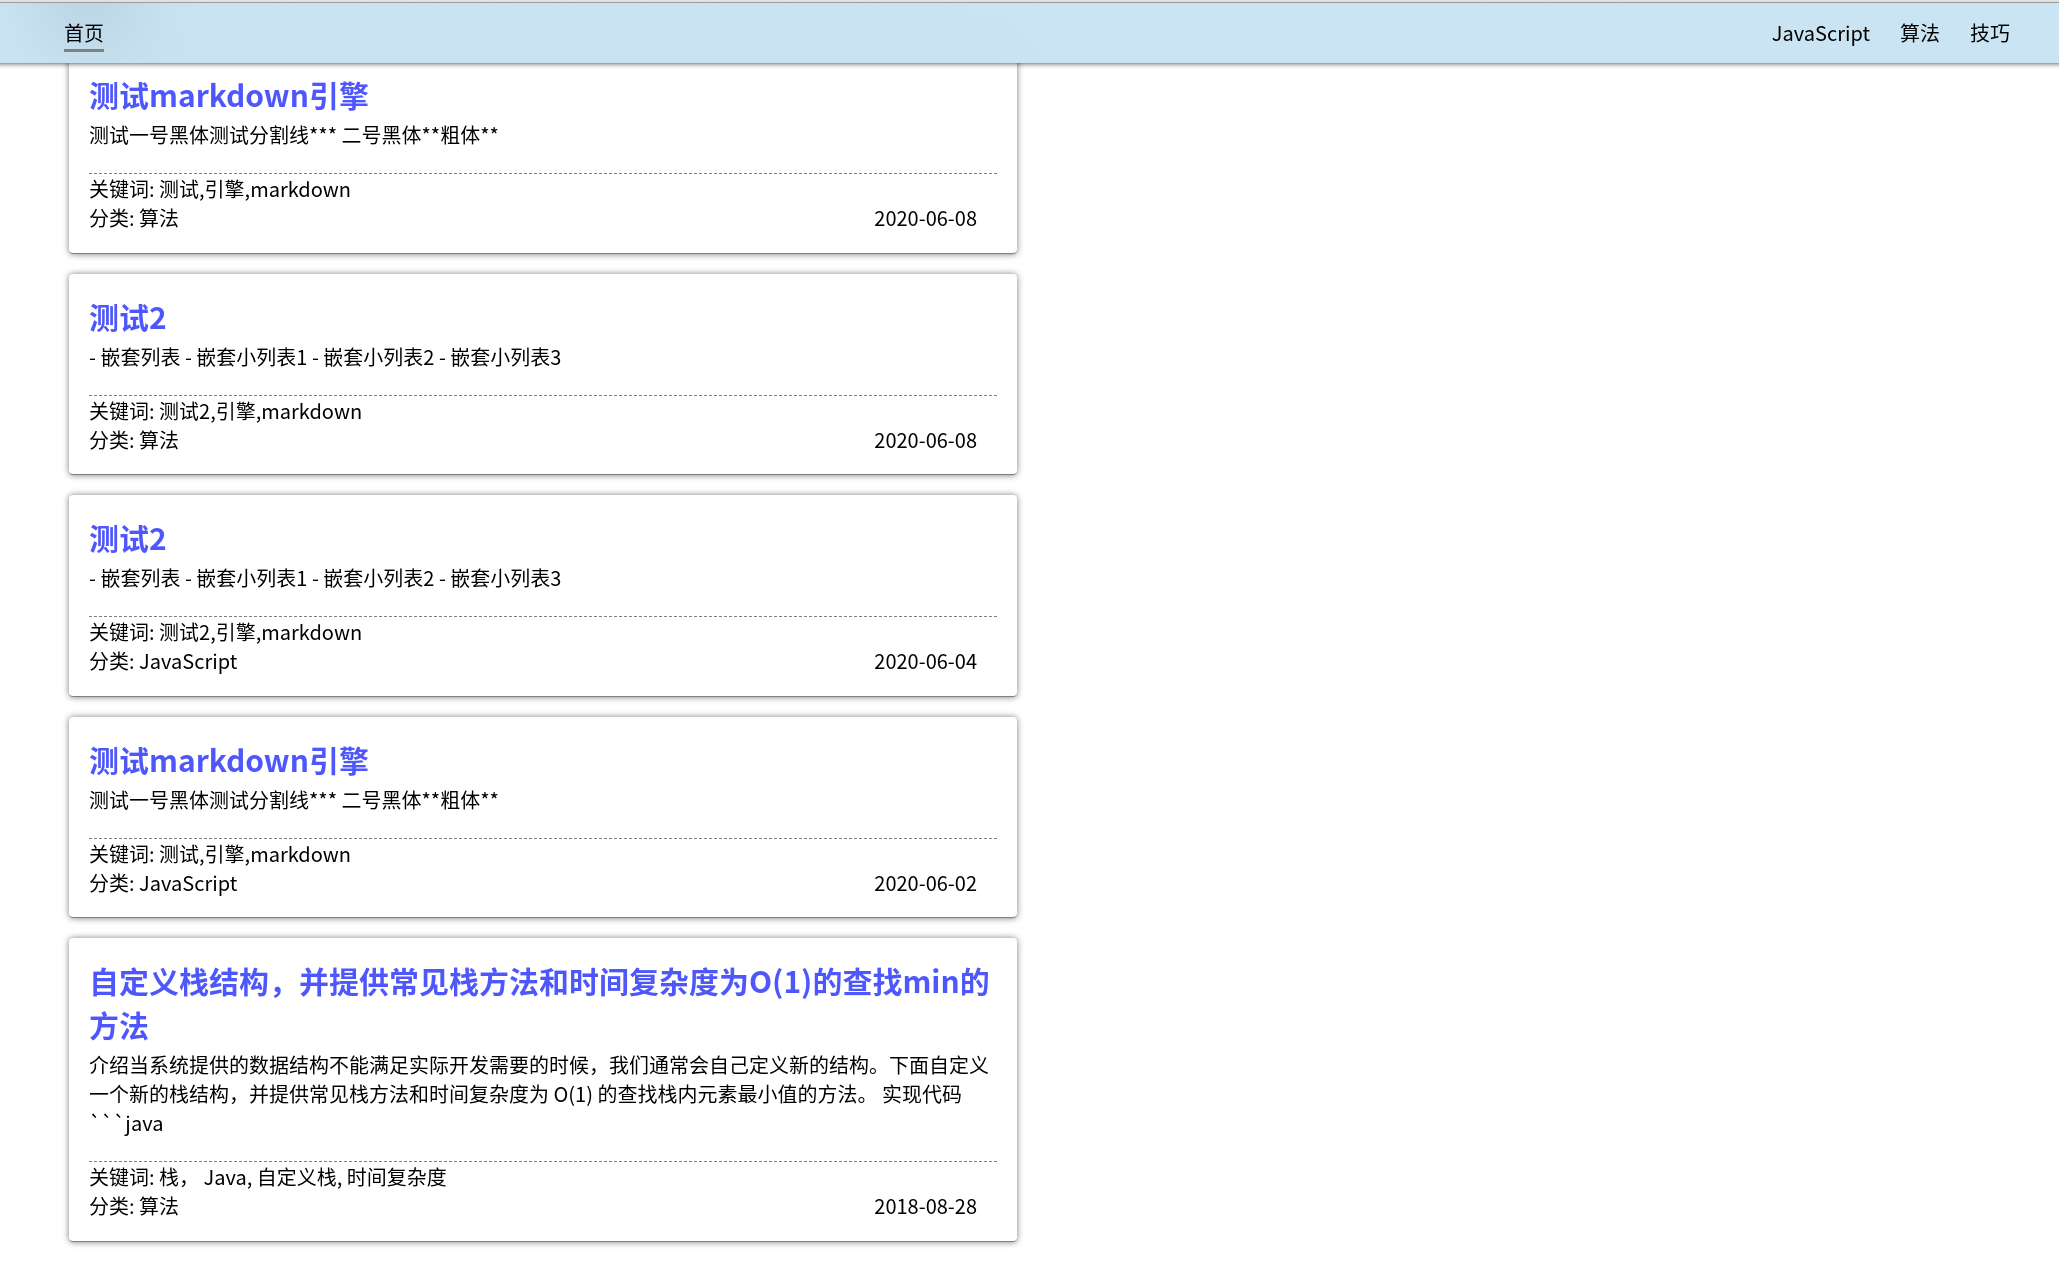 首页 JavaScript 算法 技巧
测试markdown引擎
测试一号黑体测试分割线*** 二号黑体**粗体**
关键词: 测试,引擎,markdown
分类: 算法 2020-06-08
测试2
- 嵌套列表 - 嵌套小列表1 - 嵌套小列表2 - 嵌套小列表3
关键词: 测试2,引擎,markdown
分类: 算法 2020-06-08
测试2
- 嵌套列表 - 嵌套小列表1 - 嵌套小列表2 - 嵌套小列表3
关键词: 测试2,引擎,markdown
分类: JavaScript 2020-06-04
测试markdown引擎
测试一号黑体测试分割线*** 二号黑体**粗体**
关键词: 测试,引擎,markdown
分类: JavaScript 2020-06-02
自定义栈结构，并提供常见栈方法和时间复杂度为O(1)的查找min的
方法
介绍当系统提供的数据结构不能满足实际开发需要的时候，我们通常会自己定义新的结构。下面自定义
一个新的栈结构，并提供常见栈方法和时间复杂度为 O(1) 的查找栈内元素最小值的方法。 实现代码
```java
关键词: 栈， Java, 自定义栈, 时间复杂度
分类: 算法 2018-08-28